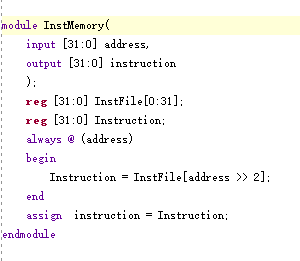 module InstMemory(
input [31:0] address,
output [31:0] instruction
);
reg [31:0] InstFile[0:31];
reg [31:0] Instruction;
always @ (address)
begin
Instruction = InstFile[address >> 2];
end
assign instruction = Instruction;
endmodule